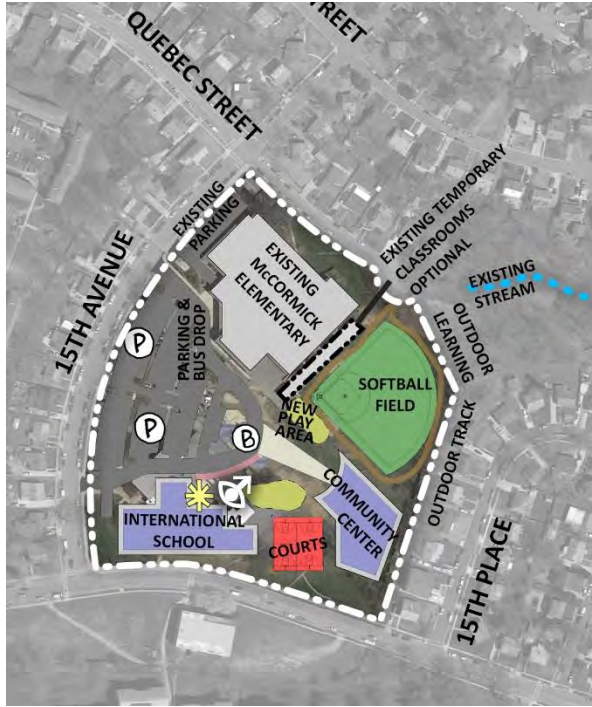 STREET
QUEBEC STREET
15TH AVENUE
EXISTING
PARKING
EXISTING
McCORMICK
ELEMENTARY
EXISTING TEMPORARY
CLASSROOMS
OPTIONAL
EXISTING
STREAM
OUTDOOR
LEARNING
PARKING &
BUS DROP
P
P
B
SOFTBALL
FIELD
NEW
PLAY
AREA
OUTDOOR TRACK
COMMUNITY
CENTER
INTERNATIONAL
SCHOOL
COURTS
15TH PLACE